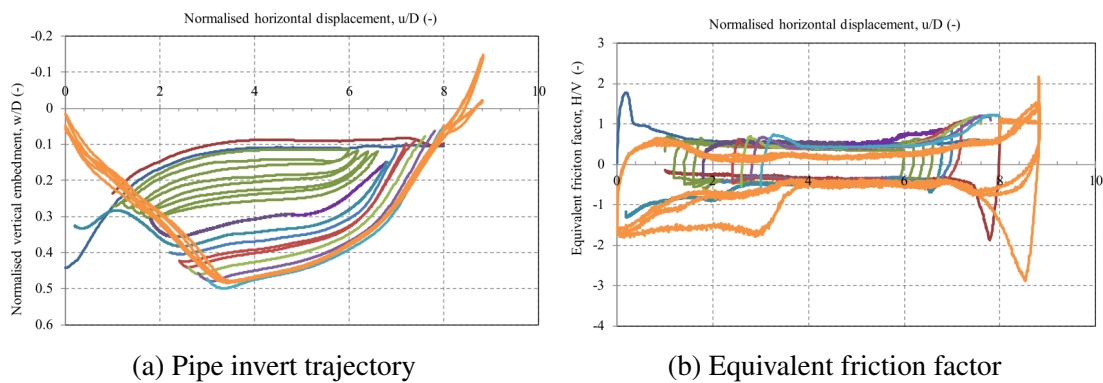 Normalised horizontal displacement, u/D (-)
-0.2
-0.1
0
0.1
0.2
0.3
0.4
0.5
0.6
0 2 4 6 8 10
Normalised vertical embedment, w/D (-)
(a) Pipe invert trajectory
Normalised horizontal displacement, u/D (-)
3
2
1
0
-1
-2
-3
-4
0 2 4 6 8 10
Equivalent friction factor, H/V (-)
(b) Equivalent friction factor